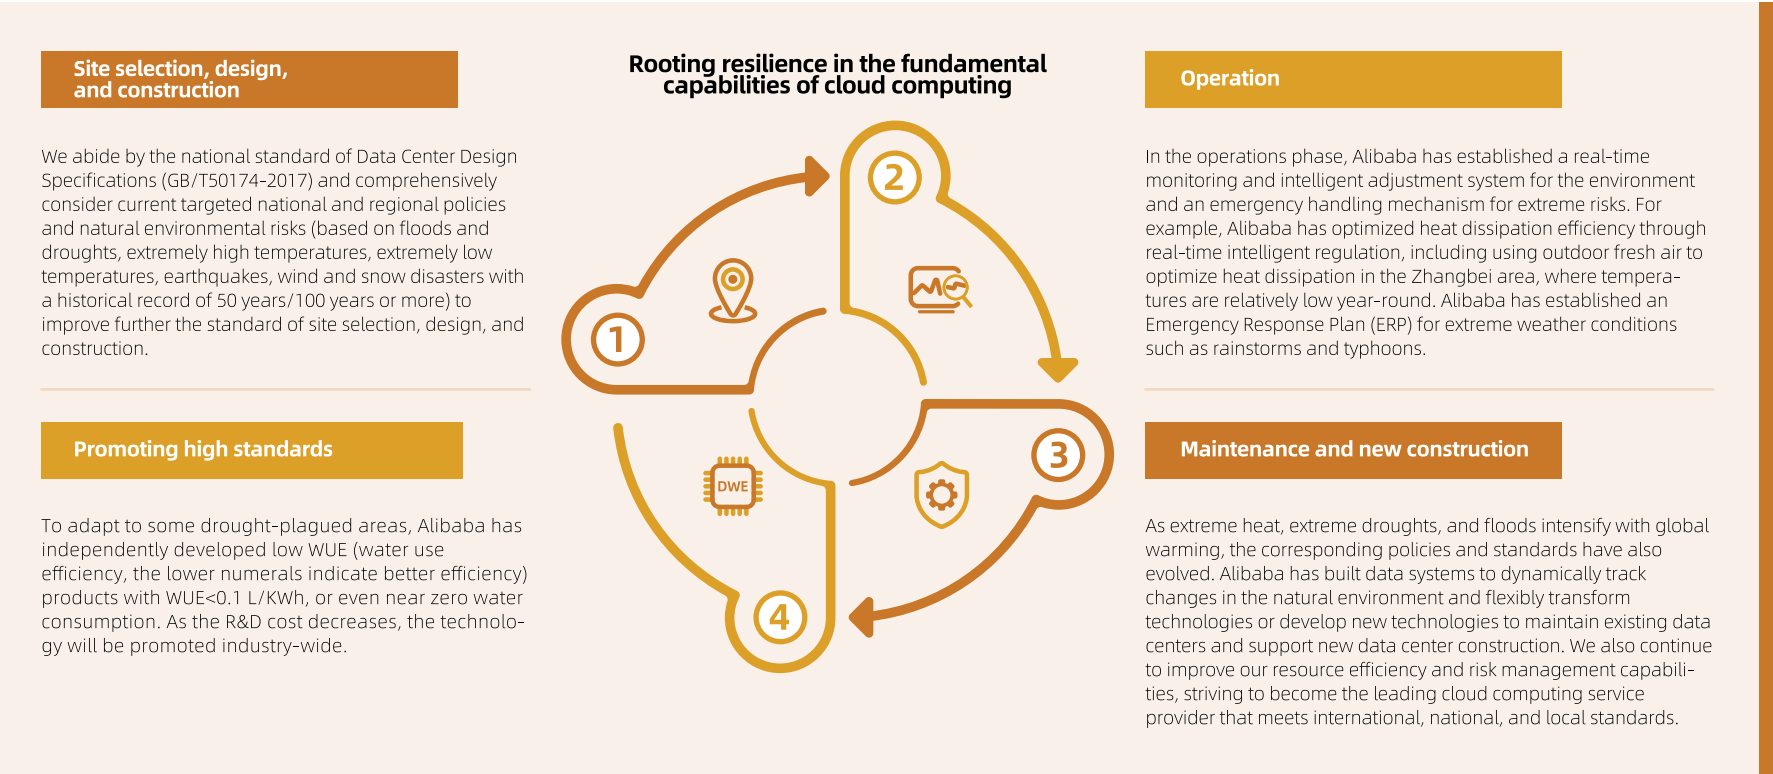 Site selection, design,
and construction
We abide by the national standard of Data Center Design
Specifications (GB/T50174-2017) and comprehensively
consider current targeted national and regional policies
and natural environmental risks (based on floods and
droughts, extremely high temperatures, extremely low
temperatures, earthquakes, wind and snow disasters with
a historical record of 50 years/100 years or more) to
improve further the standard of site selection, design, and
construction.
Promoting high standards
To adapt to some drought-plagued areas, Alibaba has
independently developed low WUE (water use
efficiency, the lower numerals indicate better efficiency)
products with WUE<0.1 L/KWh, or even near zero water
consumption. As the R&D cost decreases, the technolo-
gy will be promoted industry-wide.
Rooting resilience in the fundamental
capabilities of cloud computing
1
2
3
4
DWE
Operation
In the operations phase, Alibaba has established a real-time
monitoring and intelligent adjustment system for the environment
and an emergency handling mechanism for extreme risks. For
example, Alibaba has optimized heat dissipation efficiency through
real-time intelligent regulation, including using outdoor fresh air to
optimize heat dissipation in the Zhangbei area, where tempera-
tures are relatively low year-round. Alibaba has established an
Emergency Response Plan (ERP) for extreme weather conditions
such as rainstorms and typhoons.
Maintenance and new construction
As extreme heat, extreme droughts, and floods intensify with global
warming, the corresponding policies and standards have also
evolved. Alibaba has built data systems to dynamically track
changes in the natural environment and flexibly transform
technologies or develop new technologies to maintain existing data
centers and support new data center construction. We also continue
to improve our resource efficiency and risk management capabili-
ties, striving to become the leading cloud computing service
provider that meets international, national, and local standards.